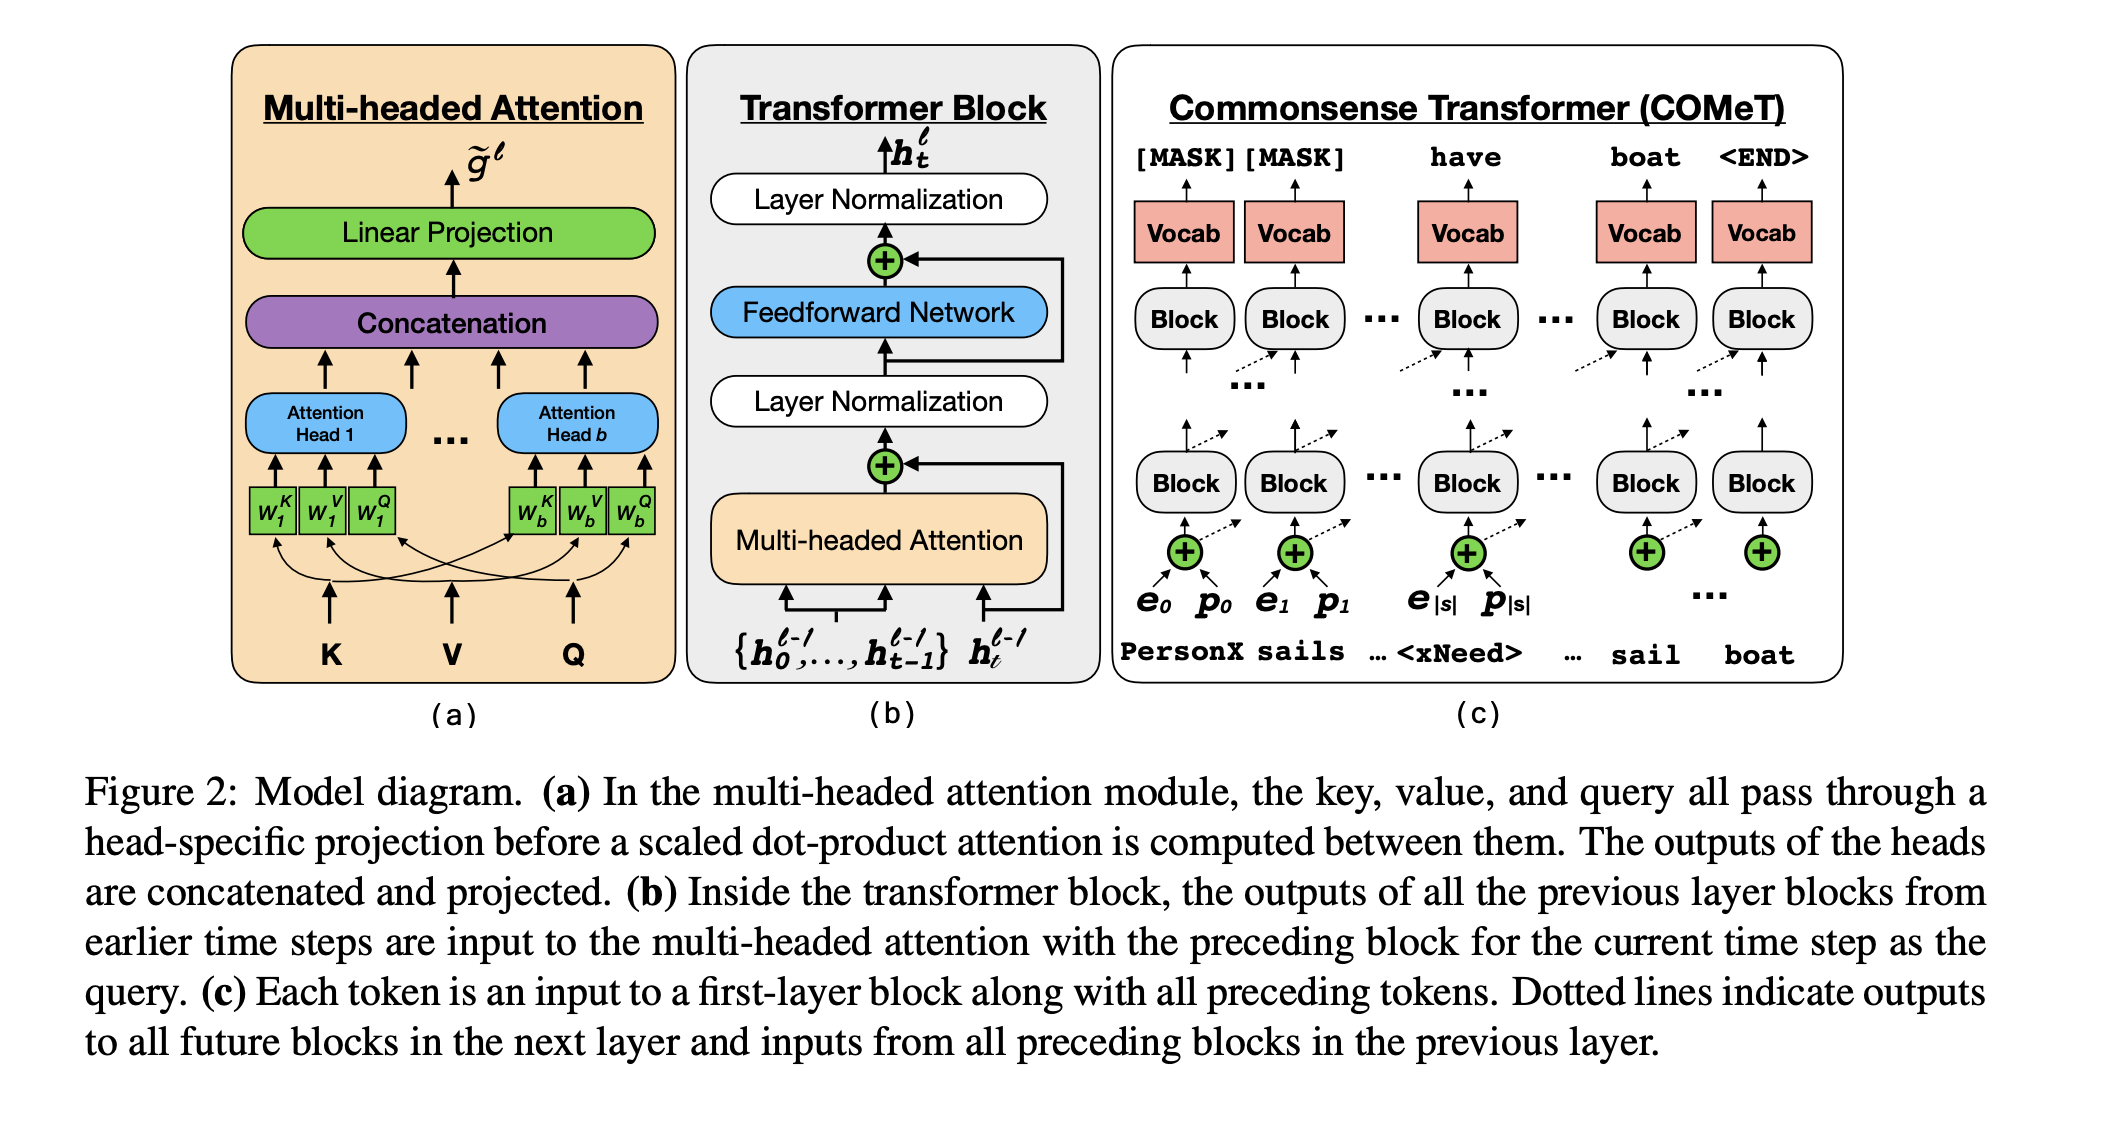 Multi-headed Attention
g̃^ℓ
Linear Projection
Concatenation
Attention Head 1
...
Attention Head b
W_1^K W_1^V W_1^Q
W_b^K W_b^V W_b^Q
K V Q
(a)
Transformer Block
h_t^ℓ
Layer Normalization
+
Feedforward Network
Layer Normalization
+
Multi-headed Attention
{h_0^{ℓ-1},...,h_{t-1}^{ℓ-1}} h_t^{ℓ-1}
(b)
Commonsense Transformer (COMeT)
[MASK] [MASK] have boat <END>
Vocab Vocab Vocab Vocab Vocab
Block Block ... Block ... Block Block
... ... ...
Block Block ... Block ... Block Block
+ + + + +
e_0 p_0 e_1 p_1 e_|s| p_|s| ...
PersonX sails ... <xNeed> ... sail boat
(c)
Figure 2: Model diagram. (a) In the multi-headed attention module, the key, value, and query all pass through a
head-specific projection before a scaled dot-product attention is computed between them. The outputs of the heads
are concatenated and projected. (b) Inside the transformer block, the outputs of all the previous layer blocks from
earlier time steps are input to the multi-headed attention with the preceding block for the current time step as the
query. (c) Each token is an input to a first-layer block along with all preceding tokens. Dotted lines indicate outputs
to all future blocks in the next layer and inputs from all preceding blocks in the previous layer.